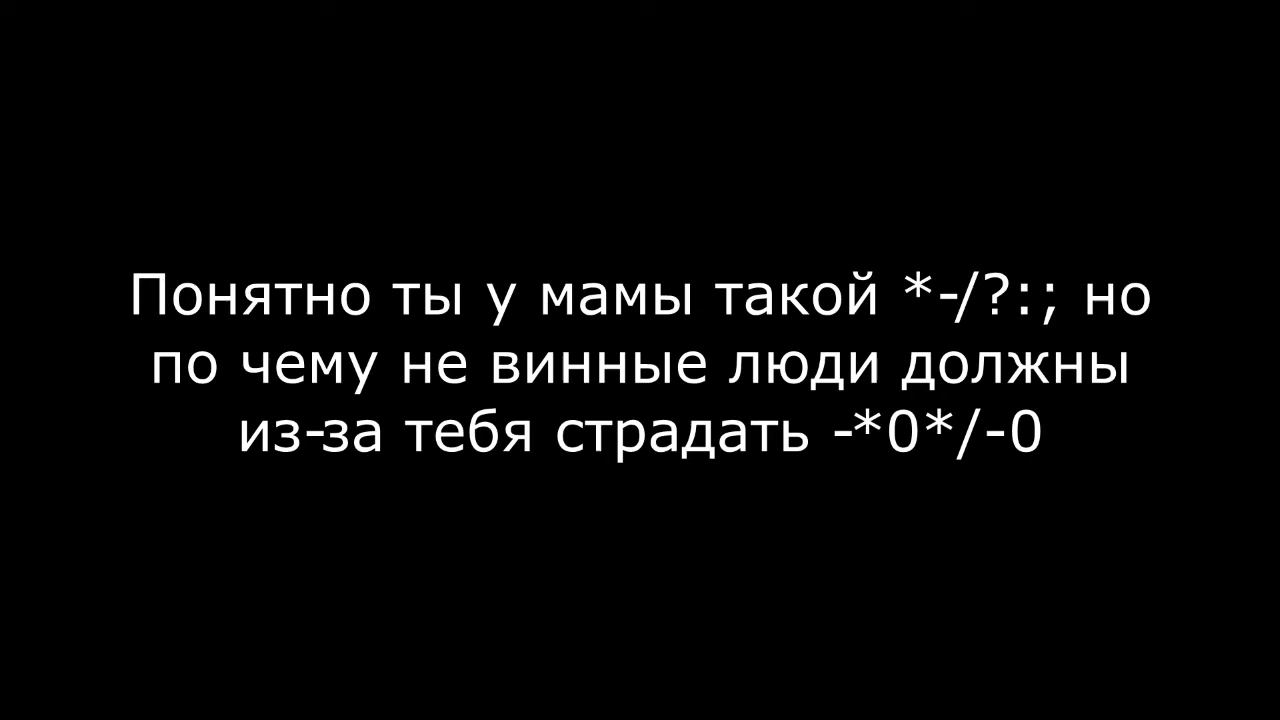 Понятно ты у мамы такой *-/?:; но
по чему не винные люди должны
из-за тебя страдать -*0*/-0